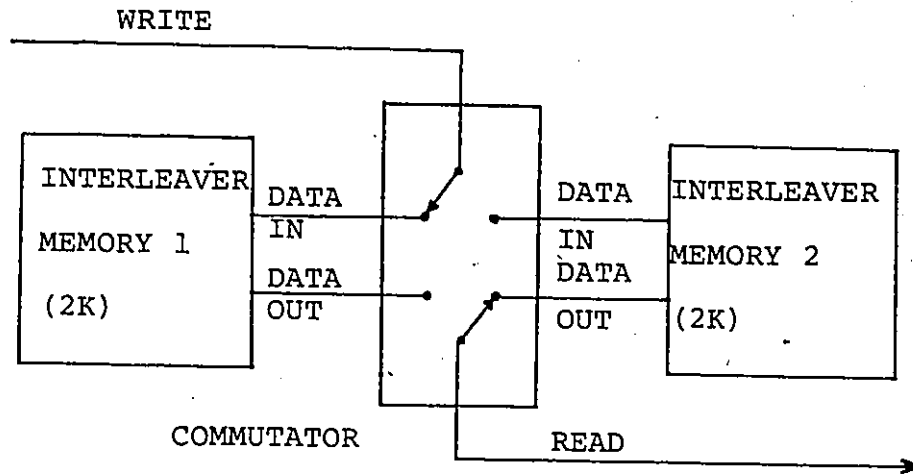 WRITE
INTERLEAVER
MEMORY 1
(2K)
DATA
IN
DATA
OUT
DATA
IN
DATA
OUT
INTERLEAVER
MEMORY 2
(2K)
COMMUTATOR
READ